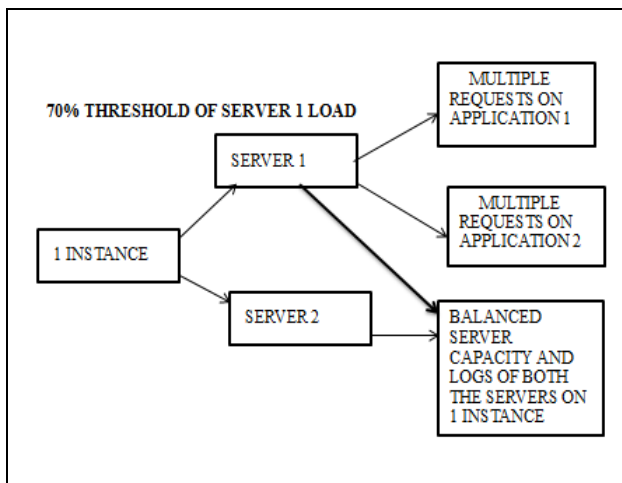 MULTIPLE
REQUESTS ON
APPLICATION 1
70% THRESHOLD OF SERVER 1 LOAD
SERVER 1
MULTIPLE
REQUESTS ON
APPLICATION 2
1 INSTANCE
SERVER 2
BALANCED
SERVER
CAPACITY AND
LOGS OF BOTH
THE SERVERS ON
1 INSTANCE